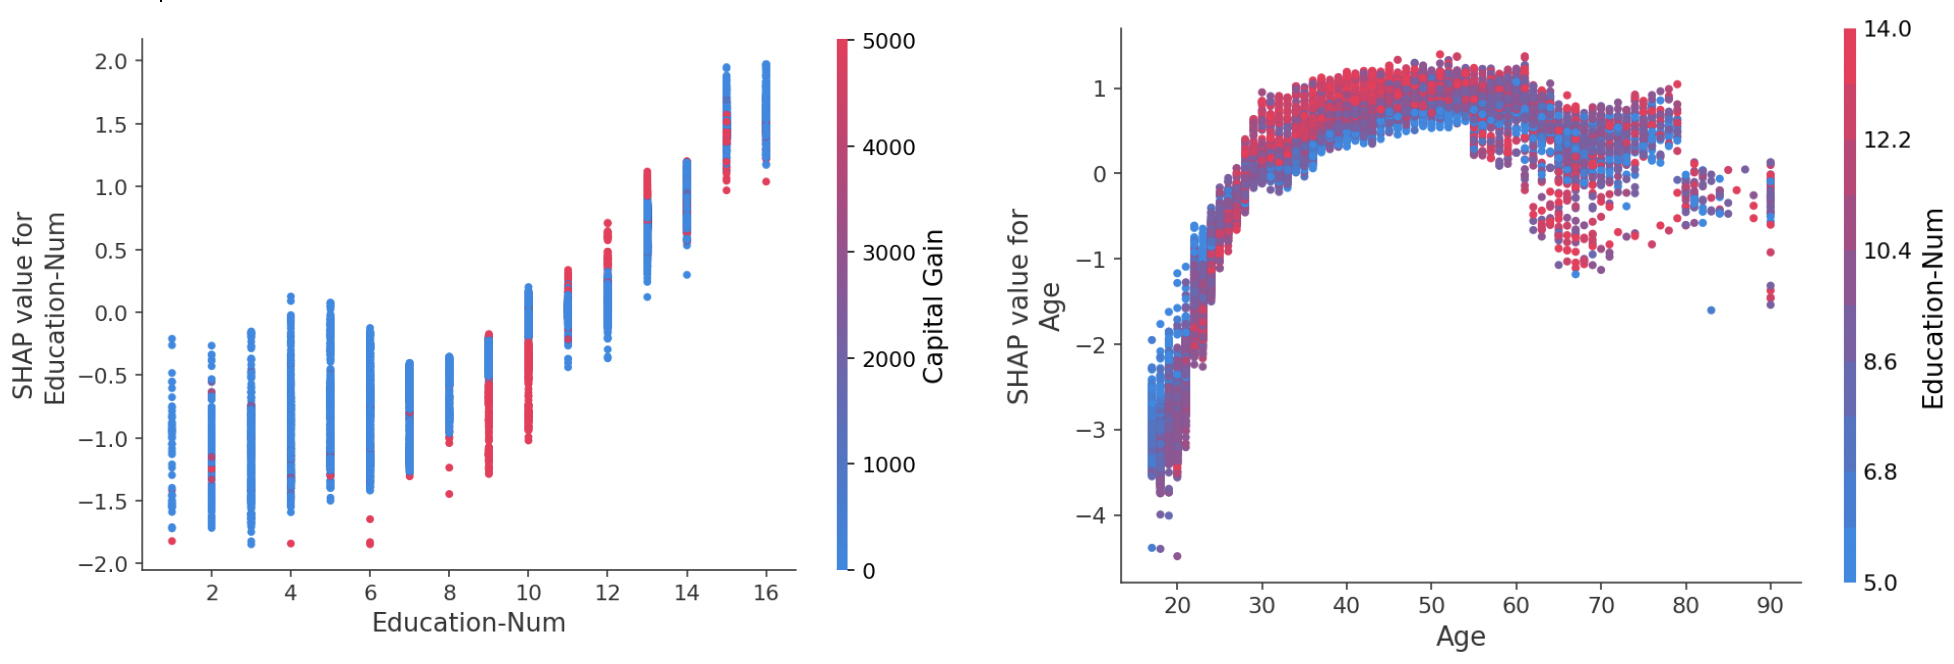 2.0
1.5
1.0
0.5
0.0
−0.5
−1.0
−1.5
−2.0
SHAP value for
Education-Num
2 4 6 8 10 12 14 16
Education-Num
5000
4000
3000
2000
1000
0
Capital Gain
1
0
−1
−2
−3
−4
SHAP value for
Age
20 30 40 50 60 70 80 90
Age
14.0
12.2
10.4
8.6
6.8
5.0
Education-Num